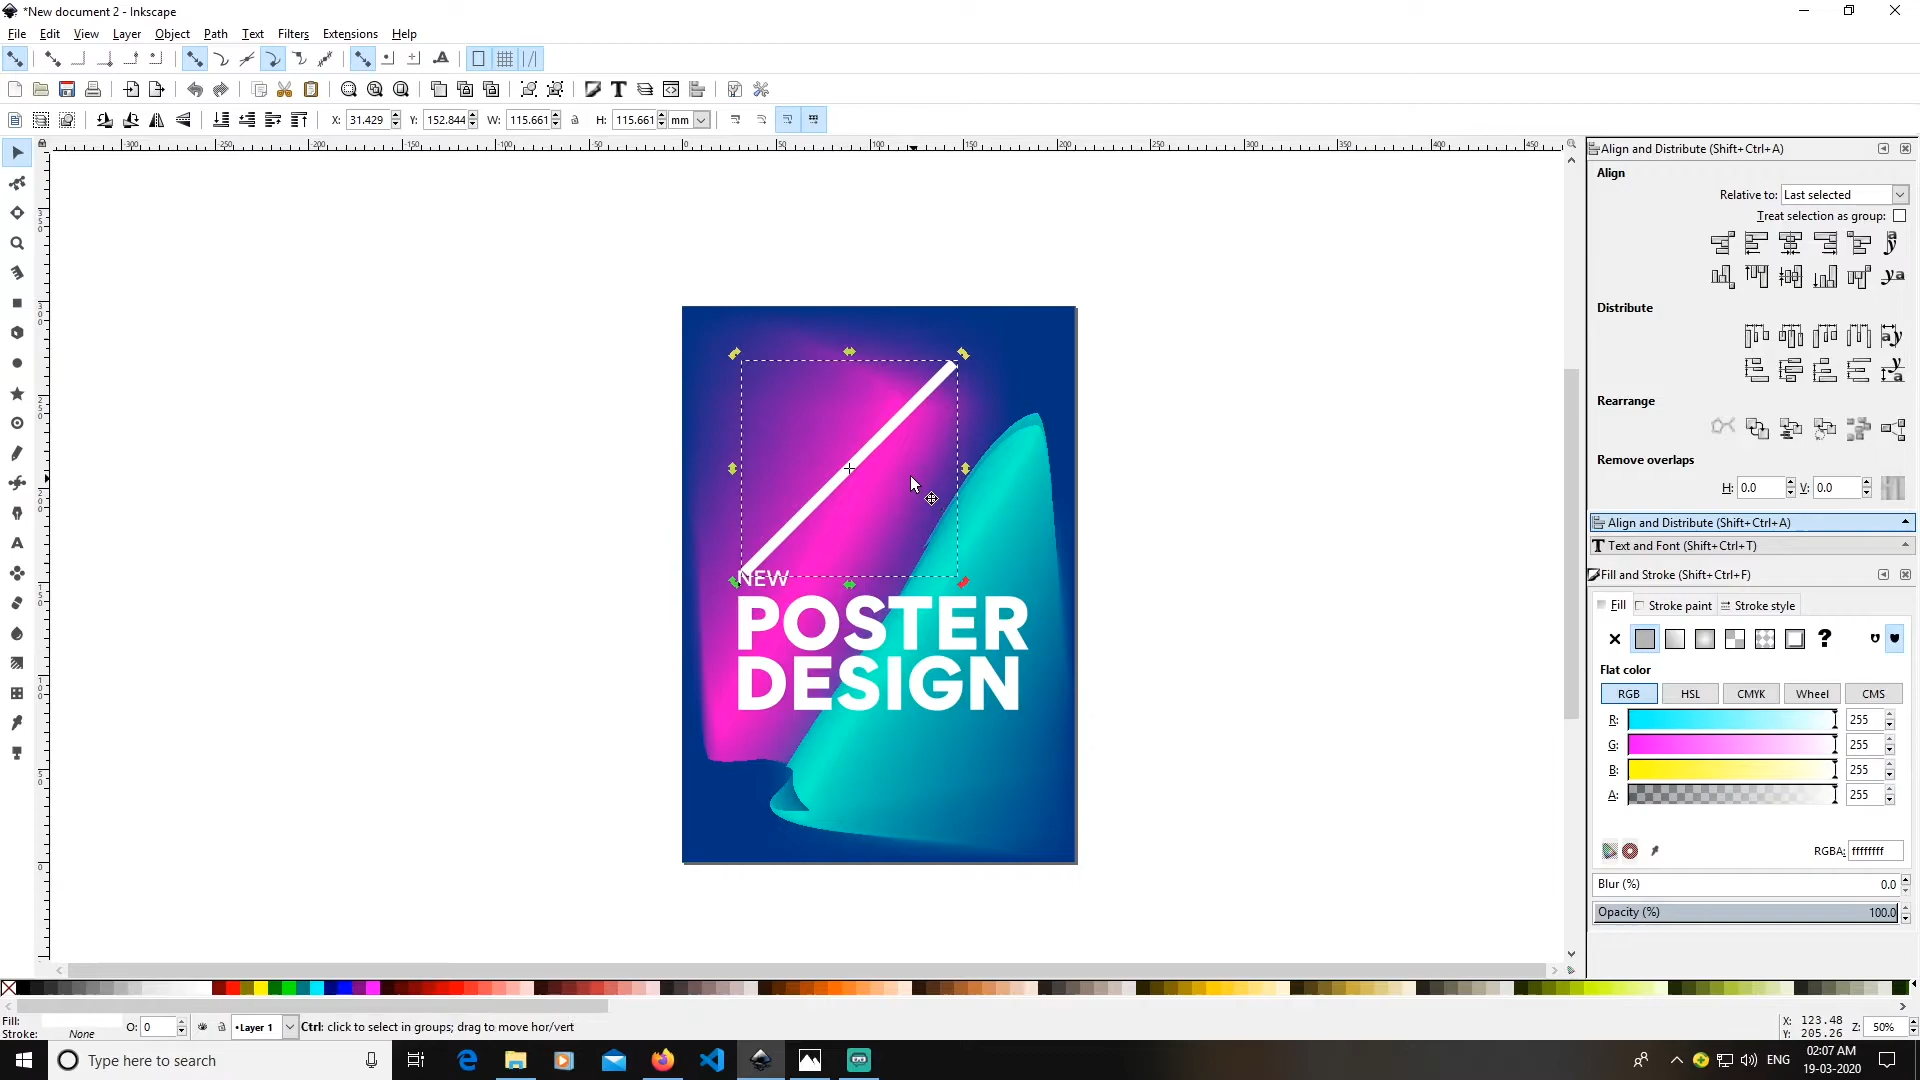 *New document 2 - Inkscape
File Edit View Layer Object Path Text Filters Extensions Help
X: 31.429 Y: 152.844 W: 115.661 H: 115.661 mm
Align and Distribute (Shift+Ctrl+A)
Align
Relative to: Last selected
Treat selection as group:
Distribute
Rearrange
Remove overlaps
H: 0.0 V: 0.0
Align and Distribute (Shift+Ctrl+A)
Text and Font (Shift+Ctrl+T)
Fill and Stroke (Shift+Ctrl+F)
Fill Stroke paint Stroke style
Flat color
RGB HSL CMYK Wheel CMS
R: 255
G: 255
B: 255
A: 255
RGBA: ffffffff
Blur (%) 0.0
Opacity (%) 100.0
NEW
POSTER
DESIGN
Fill:
Stroke: None
O: 0
•Layer 1
Ctrl: click to select in groups; drag to move hor/vert
X: 123.48
Y: 205.26
Z: 50%
Type here to search
ENG
02:07 AM
19-03-2020